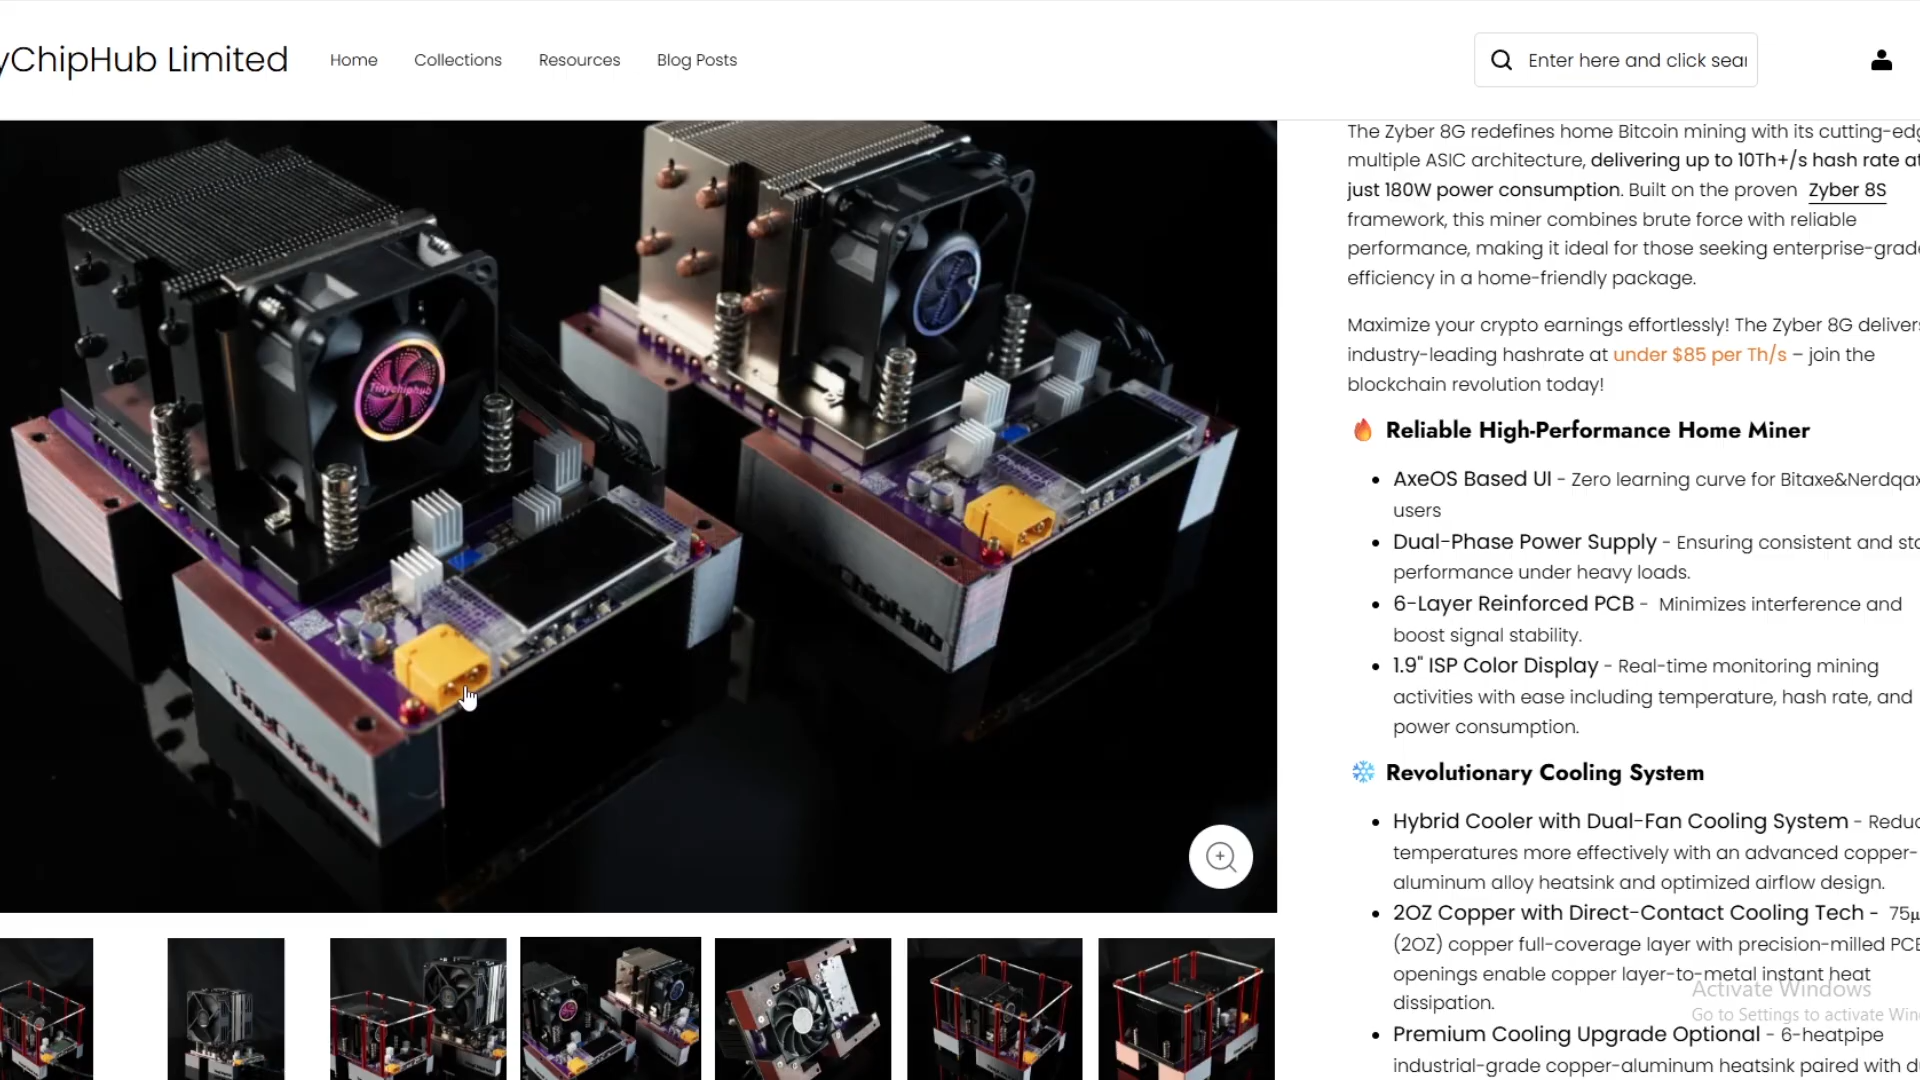 yChipHub Limited
Home
Collections
Resources
Blog Posts
Enter here and click sear
The Zyber 8G redefines home Bitcoin mining with its cutting-edg
multiple ASIC architecture, delivering up to 10Th+/s hash rate at
just 180W power consumption. Built on the proven Zyber 8S
framework, this miner combines brute force with reliable
performance, making it ideal for those seeking enterprise-grade
efficiency in a home-friendly package.
Maximize your crypto earnings effortlessly! The Zyber 8G delivers
industry-leading hashrate at under $85 per Th/s – join the
blockchain revolution today!
🔥 Reliable High-Performance Home Miner
• AxeOS Based UI - Zero learning curve for Bitaxe&Nerdqax
users
• Dual-Phase Power Supply - Ensuring consistent and sta
performance under heavy loads.
• 6-Layer Reinforced PCB - Minimizes interference and
boost signal stability.
• 1.9" ISP Color Display - Real-time monitoring mining
activities with ease including temperature, hash rate, and
power consumption.
❄️ Revolutionary Cooling System
• Hybrid Cooler with Dual-Fan Cooling System - Reduc
temperatures more effectively with an advanced copper-
aluminum alloy heatsink and optimized airflow design.
• 2OZ Copper with Direct-Contact Cooling Tech - 75μ
(2OZ) copper full-coverage layer with precision-milled PCB
openings enable copper layer-to-metal instant heat
dissipation.
• Premium Cooling Upgrade Optional - 6-heatpipe
industrial-grade copper-aluminum heatsink paired with du
Activate Windows
Go to Settings to activate Win
Tinychiphub
TinyChipHub
ChipHub